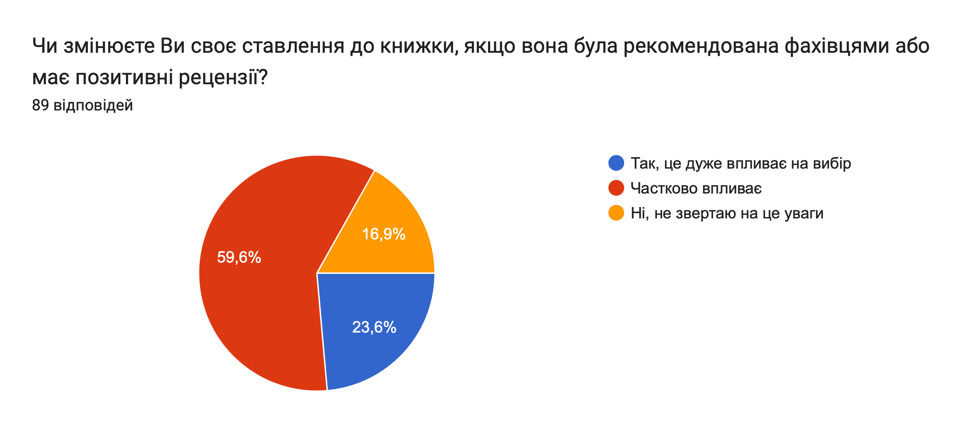 Чи змінюєте Ви своє ставлення до книжки, якщо вона була рекомендована фахівцями або
має позитивні рецензії?
89 відповідей
Так, це дуже впливає на вибір
Частково впливає
Ні, не звертаю на це уваги
16,9%
59,6%
23,6%